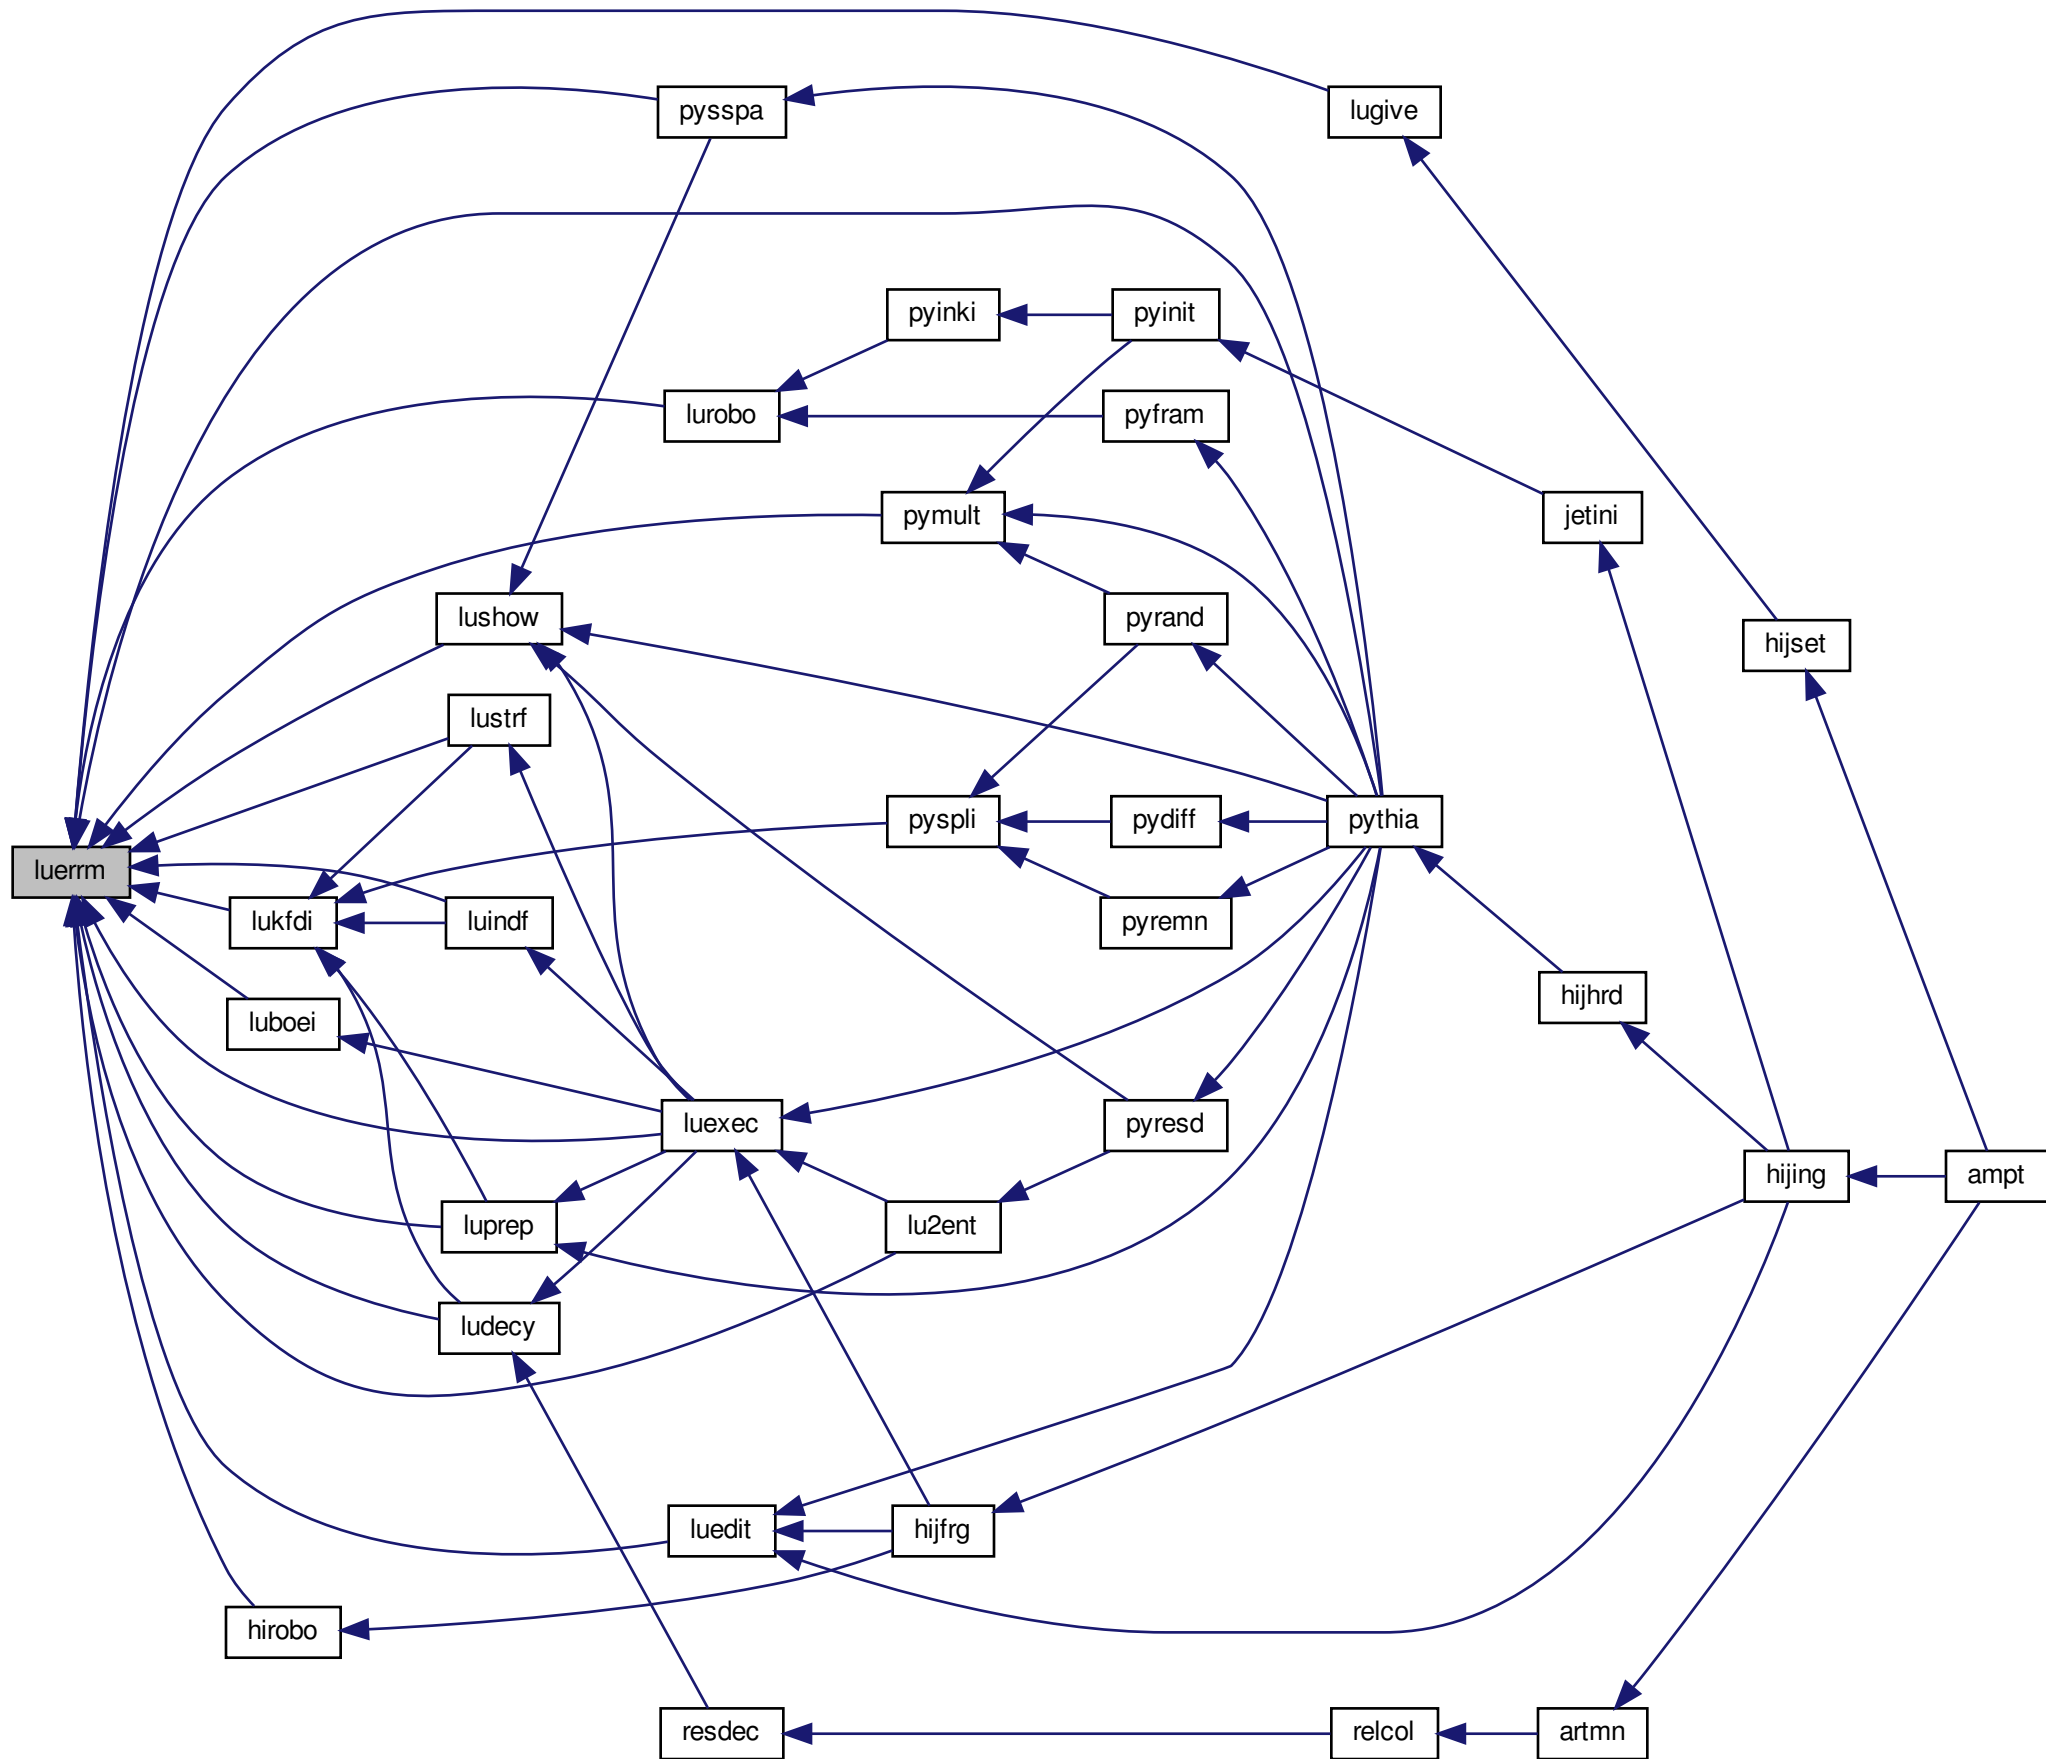 pysspa
lugive
pyinki
pyinit
lurobo
pyfram
pymult
jetini
lushow
pyrand
hijset
lustrf
pyspli
pydiff
pythia
luerrm
lukfdi
luindf
pyremn
hijhrd
luboei
luexec
pyresd
hijing
ampt
luprep
lu2ent
ludecy
luedit
hijfrg
hirobo
resdec
relcol
artmn